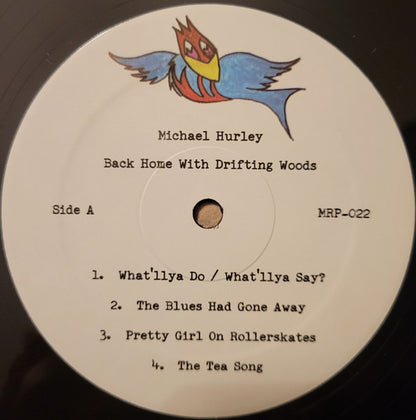 Michael Hurley
Back Home With Drifting Woods
Side A
MRP-022
1. What'llya Do / What'llya Say?
2. The Blues Had Gone Away
3. Pretty Girl On Rollerskates
4. The Tea Song